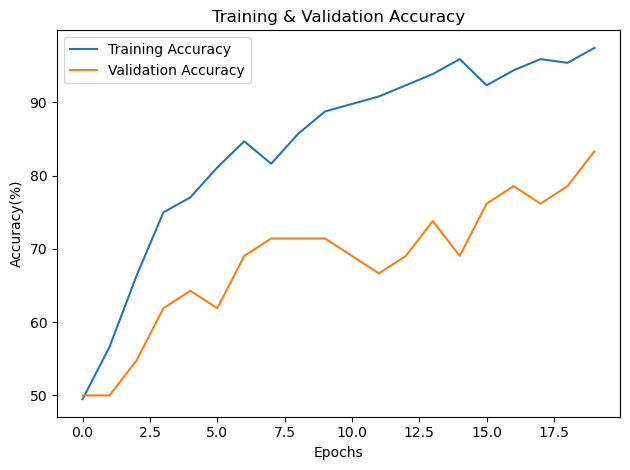 Training & Validation Accuracy
Training Accuracy
Validation Accuracy
Accuracy(%)
90
80
70
60
50
0.0 2.5 5.0 7.5 10.0 12.5 15.0 17.5
Epochs